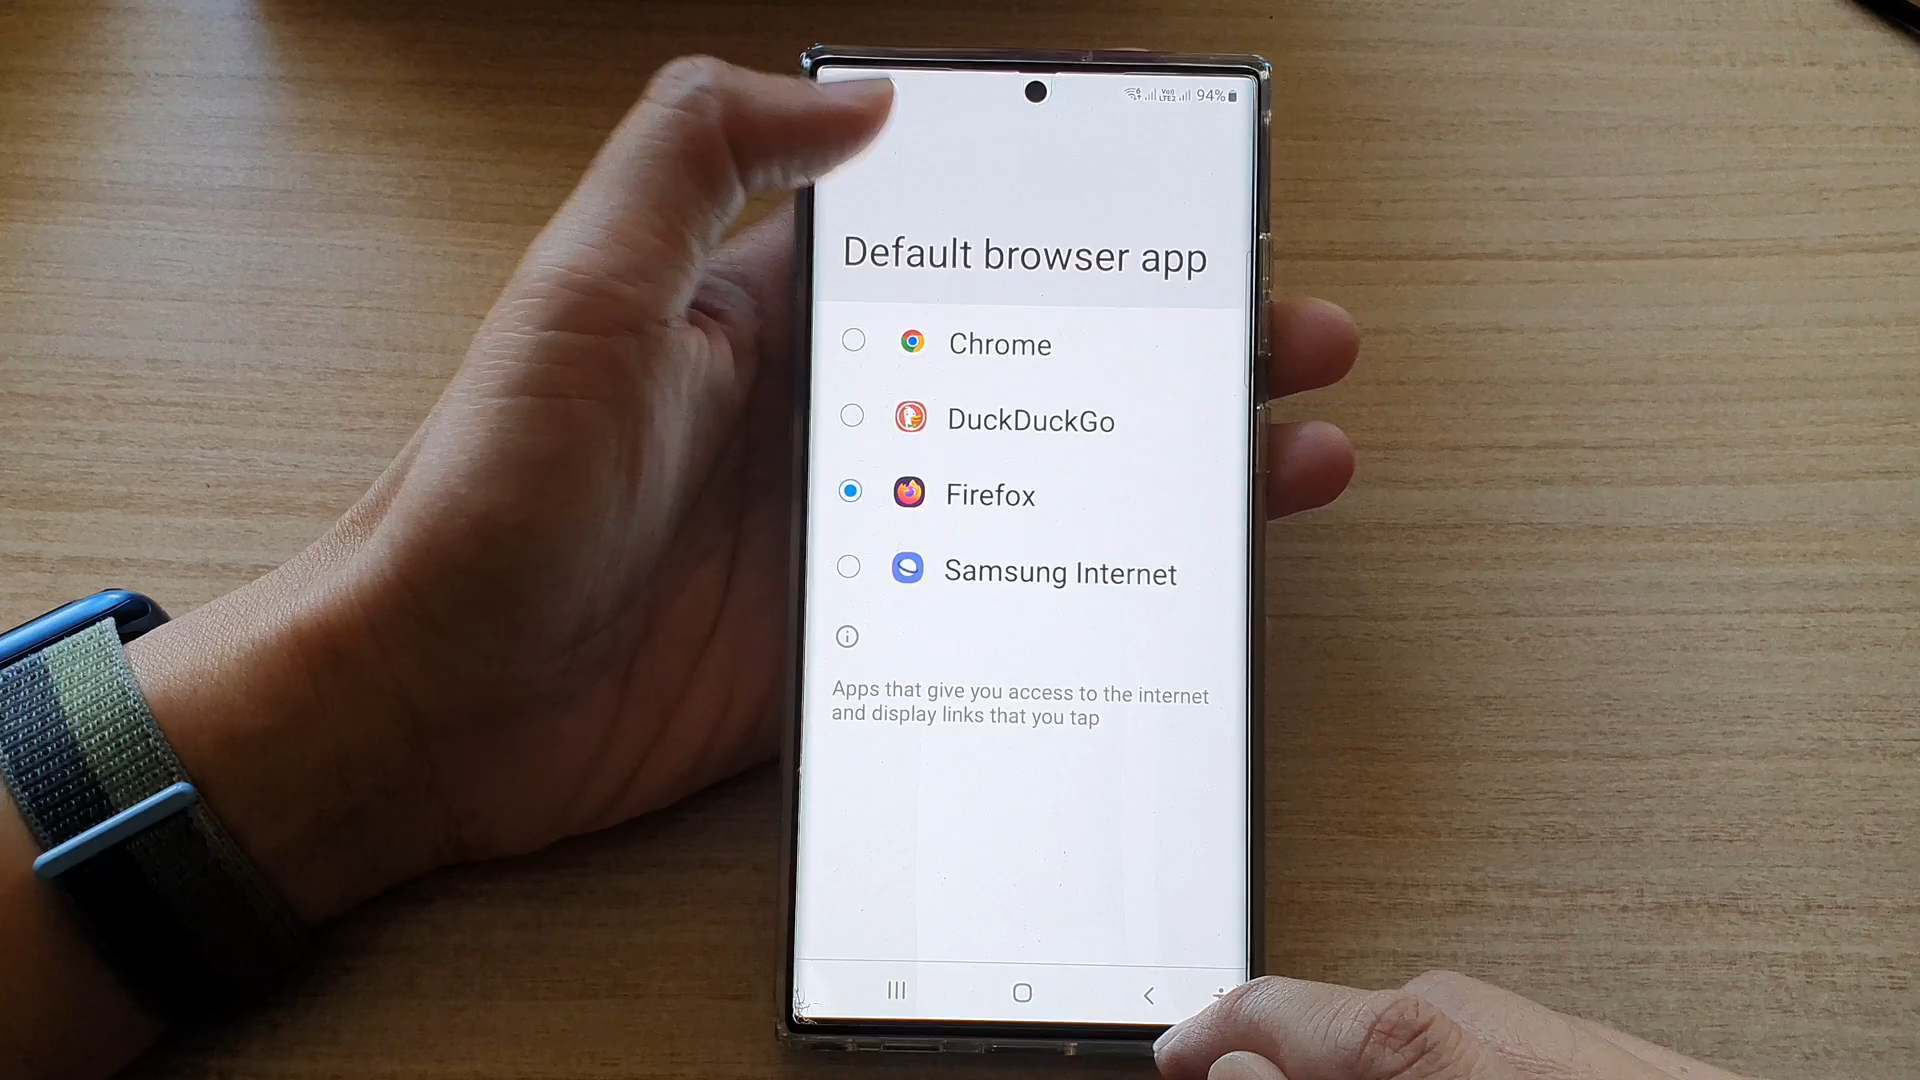 94%
Default browser app
Chrome
DuckDuckGo
Firefox
Samsung Internet
Apps that give you access to the internet
and display links that you tap